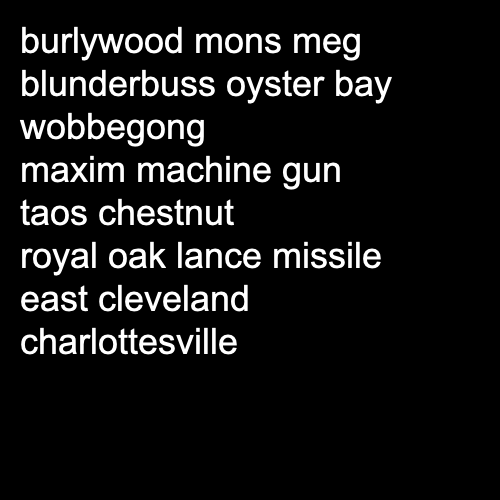 burlywood mons meg
blunderbuss oyster bay
wobbegong
maxim machine gun
taos chestnut
royal oak lance missile
east cleveland
charlottesville